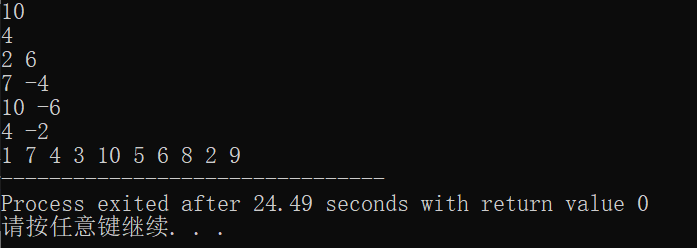 10
4
2 6
7 -4
10 -6
4 -2
1 7 4 3 10 5 6 8 2 9
--------------------------------
Process exited after 24.49 seconds with return value 0
请按任意键继续. . .